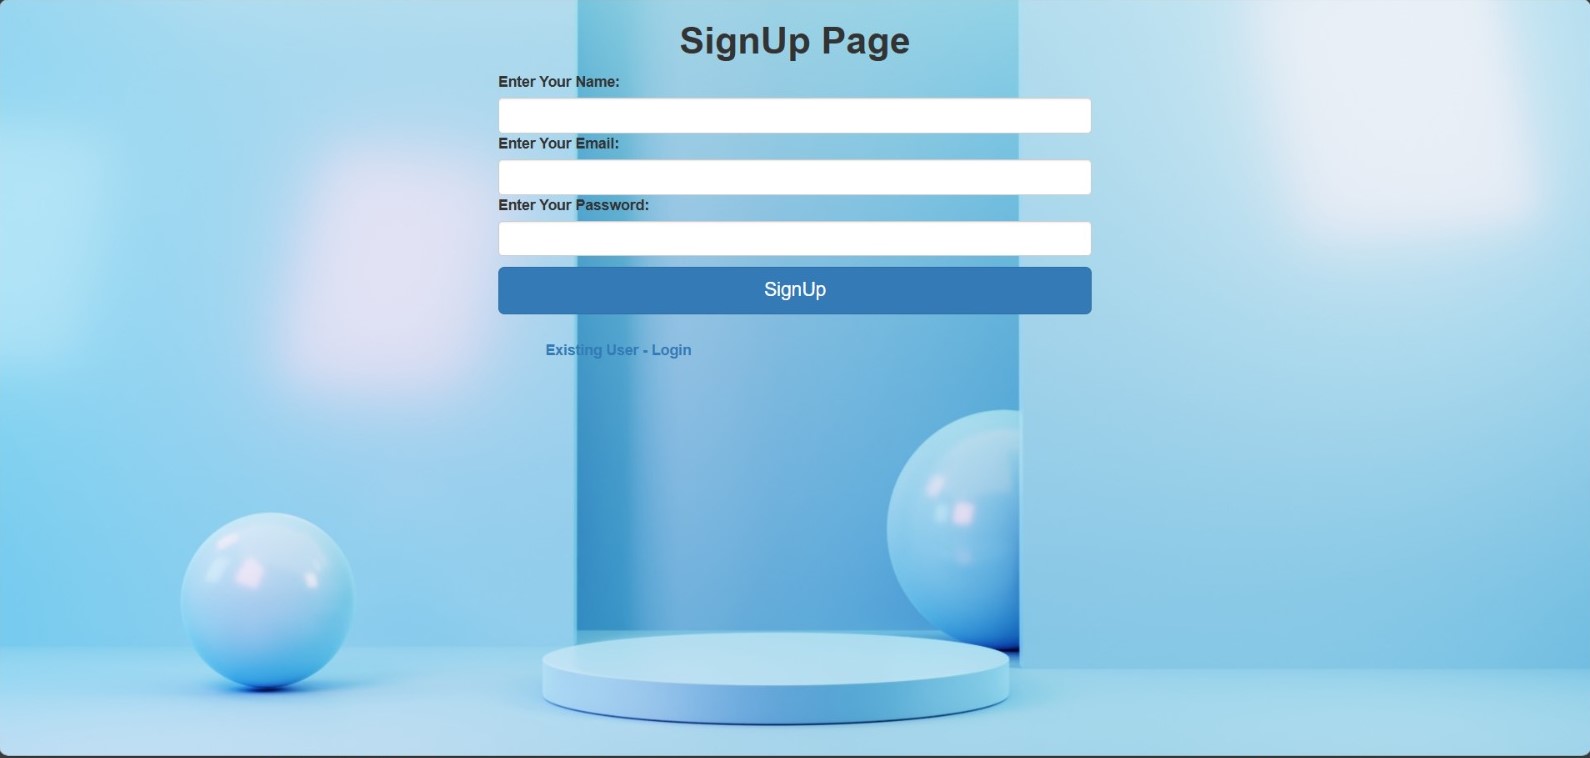 SignUp Page
Enter Your Name:
Enter Your Email:
Enter Your Password:
SignUp
Existing User - Login